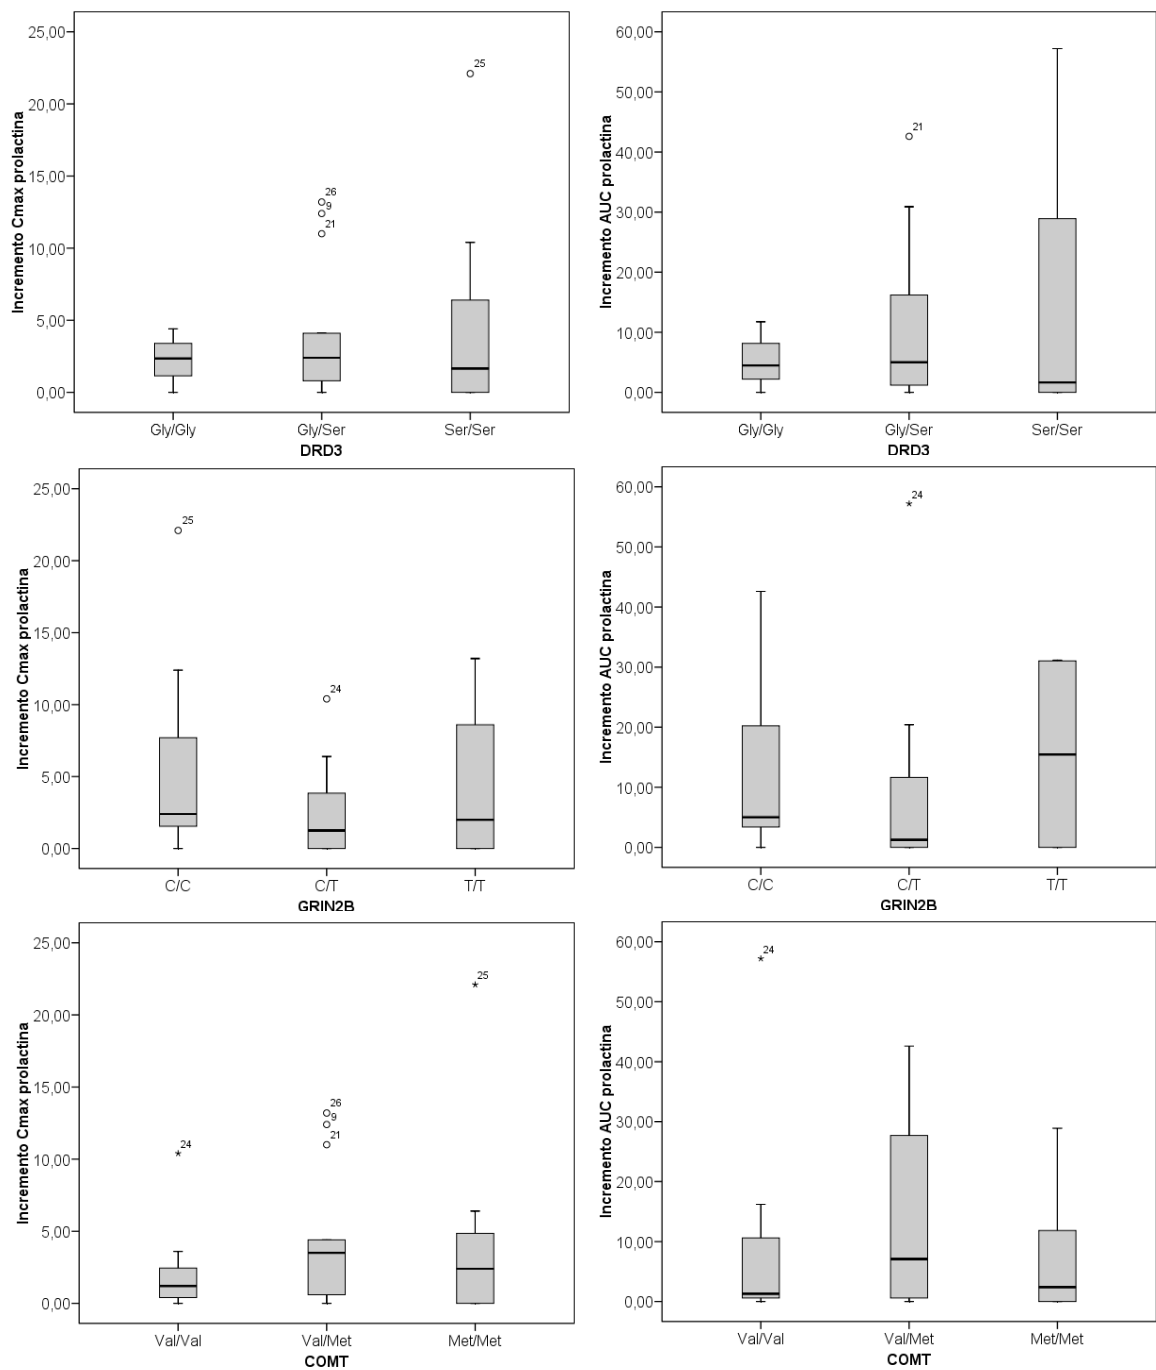 Incremento Cmax prolactina
25,00
20,00
15,00
10,00
5,00
0,00
25
26
9
21
Gly/Gly Gly/Ser Ser/Ser
DRD3
Incremento AUC prolactina
60,00
50,00
40,00
30,00
20,00
10,00
0,00
21
Gly/Gly Gly/Ser Ser/Ser
DRD3
Incremento Cmax prolactina
25,00
20,00
15,00
10,00
5,00
0,00
25
24
C/C C/T T/T
GRIN2B
Incremento AUC prolactina
60,00
50,00
40,00
30,00
20,00
10,00
0,00
24
C/C C/T T/T
GRIN2B
Incremento Cmax prolactina
25,00
20,00
15,00
10,00
5,00
0,00
25
26
9
21
24
Val/Val Val/Met Met/Met
COMT
Incremento AUC prolactina
60,00
50,00
40,00
30,00
20,00
10,00
0,00
24
Val/Val Val/Met Met/Met
COMT